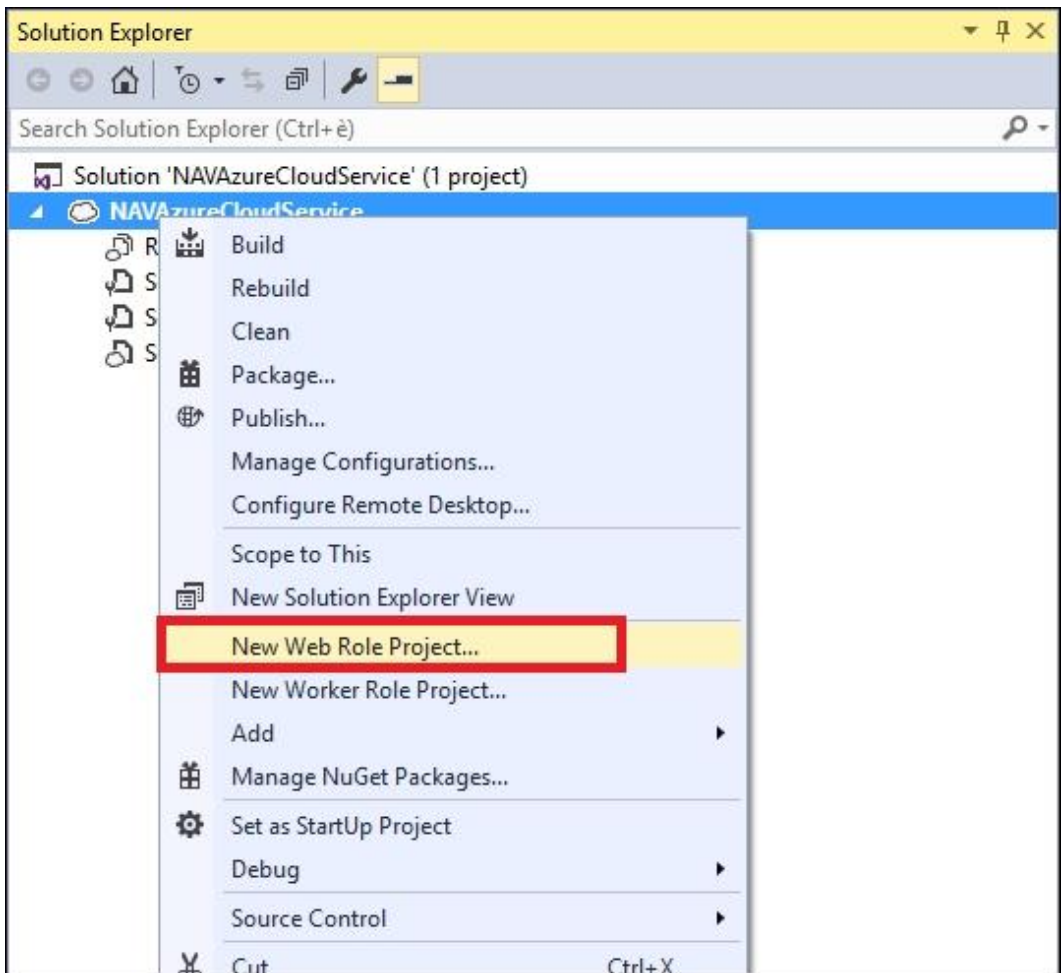 Solution Explorer
Search Solution Explorer (Ctrl+è)
Solution 'NAVAzureCloudService' (1 project)
NAVAzureCloudService
R
S
S
S
Build
Rebuild
Clean
Package...
Publish...
Manage Configurations...
Configure Remote Desktop...
Scope to This
New Solution Explorer View
New Web Role Project...
New Worker Role Project...
Add
Manage NuGet Packages...
Set as StartUp Project
Debug
Source Control
Cut Ctrl+X